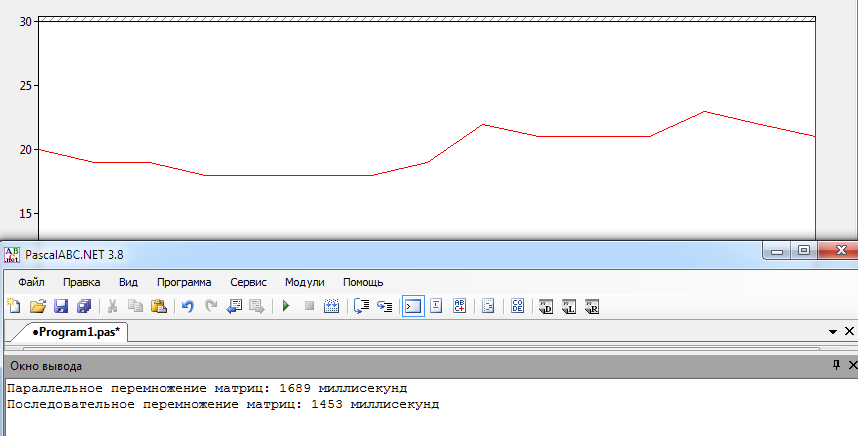 30
25
20
15
PascalABC.NET 3.8
Файл Правка Вид Программа Сервис Модули Помощь
●Program1.pas*
Окно вывода
Параллельное перемножение матриц: 1689 миллисекунд
Последовательное перемножение матриц: 1453 миллисекунд